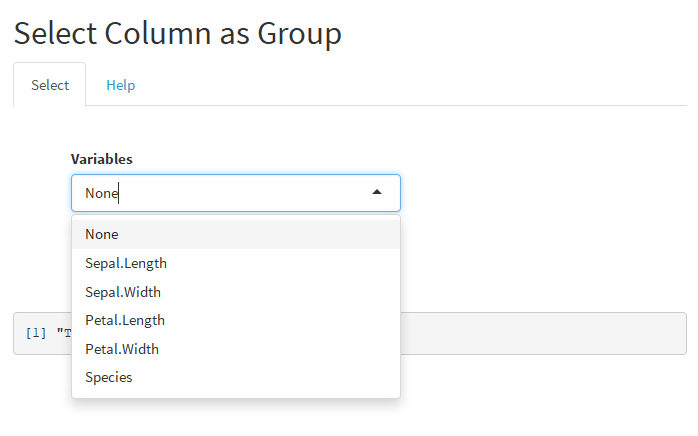 Select Column as Group
Select
Help
Variables
None
None
Sepal.Length
Sepal.Width
Petal.Length
[1] "T
Petal.Width
Species